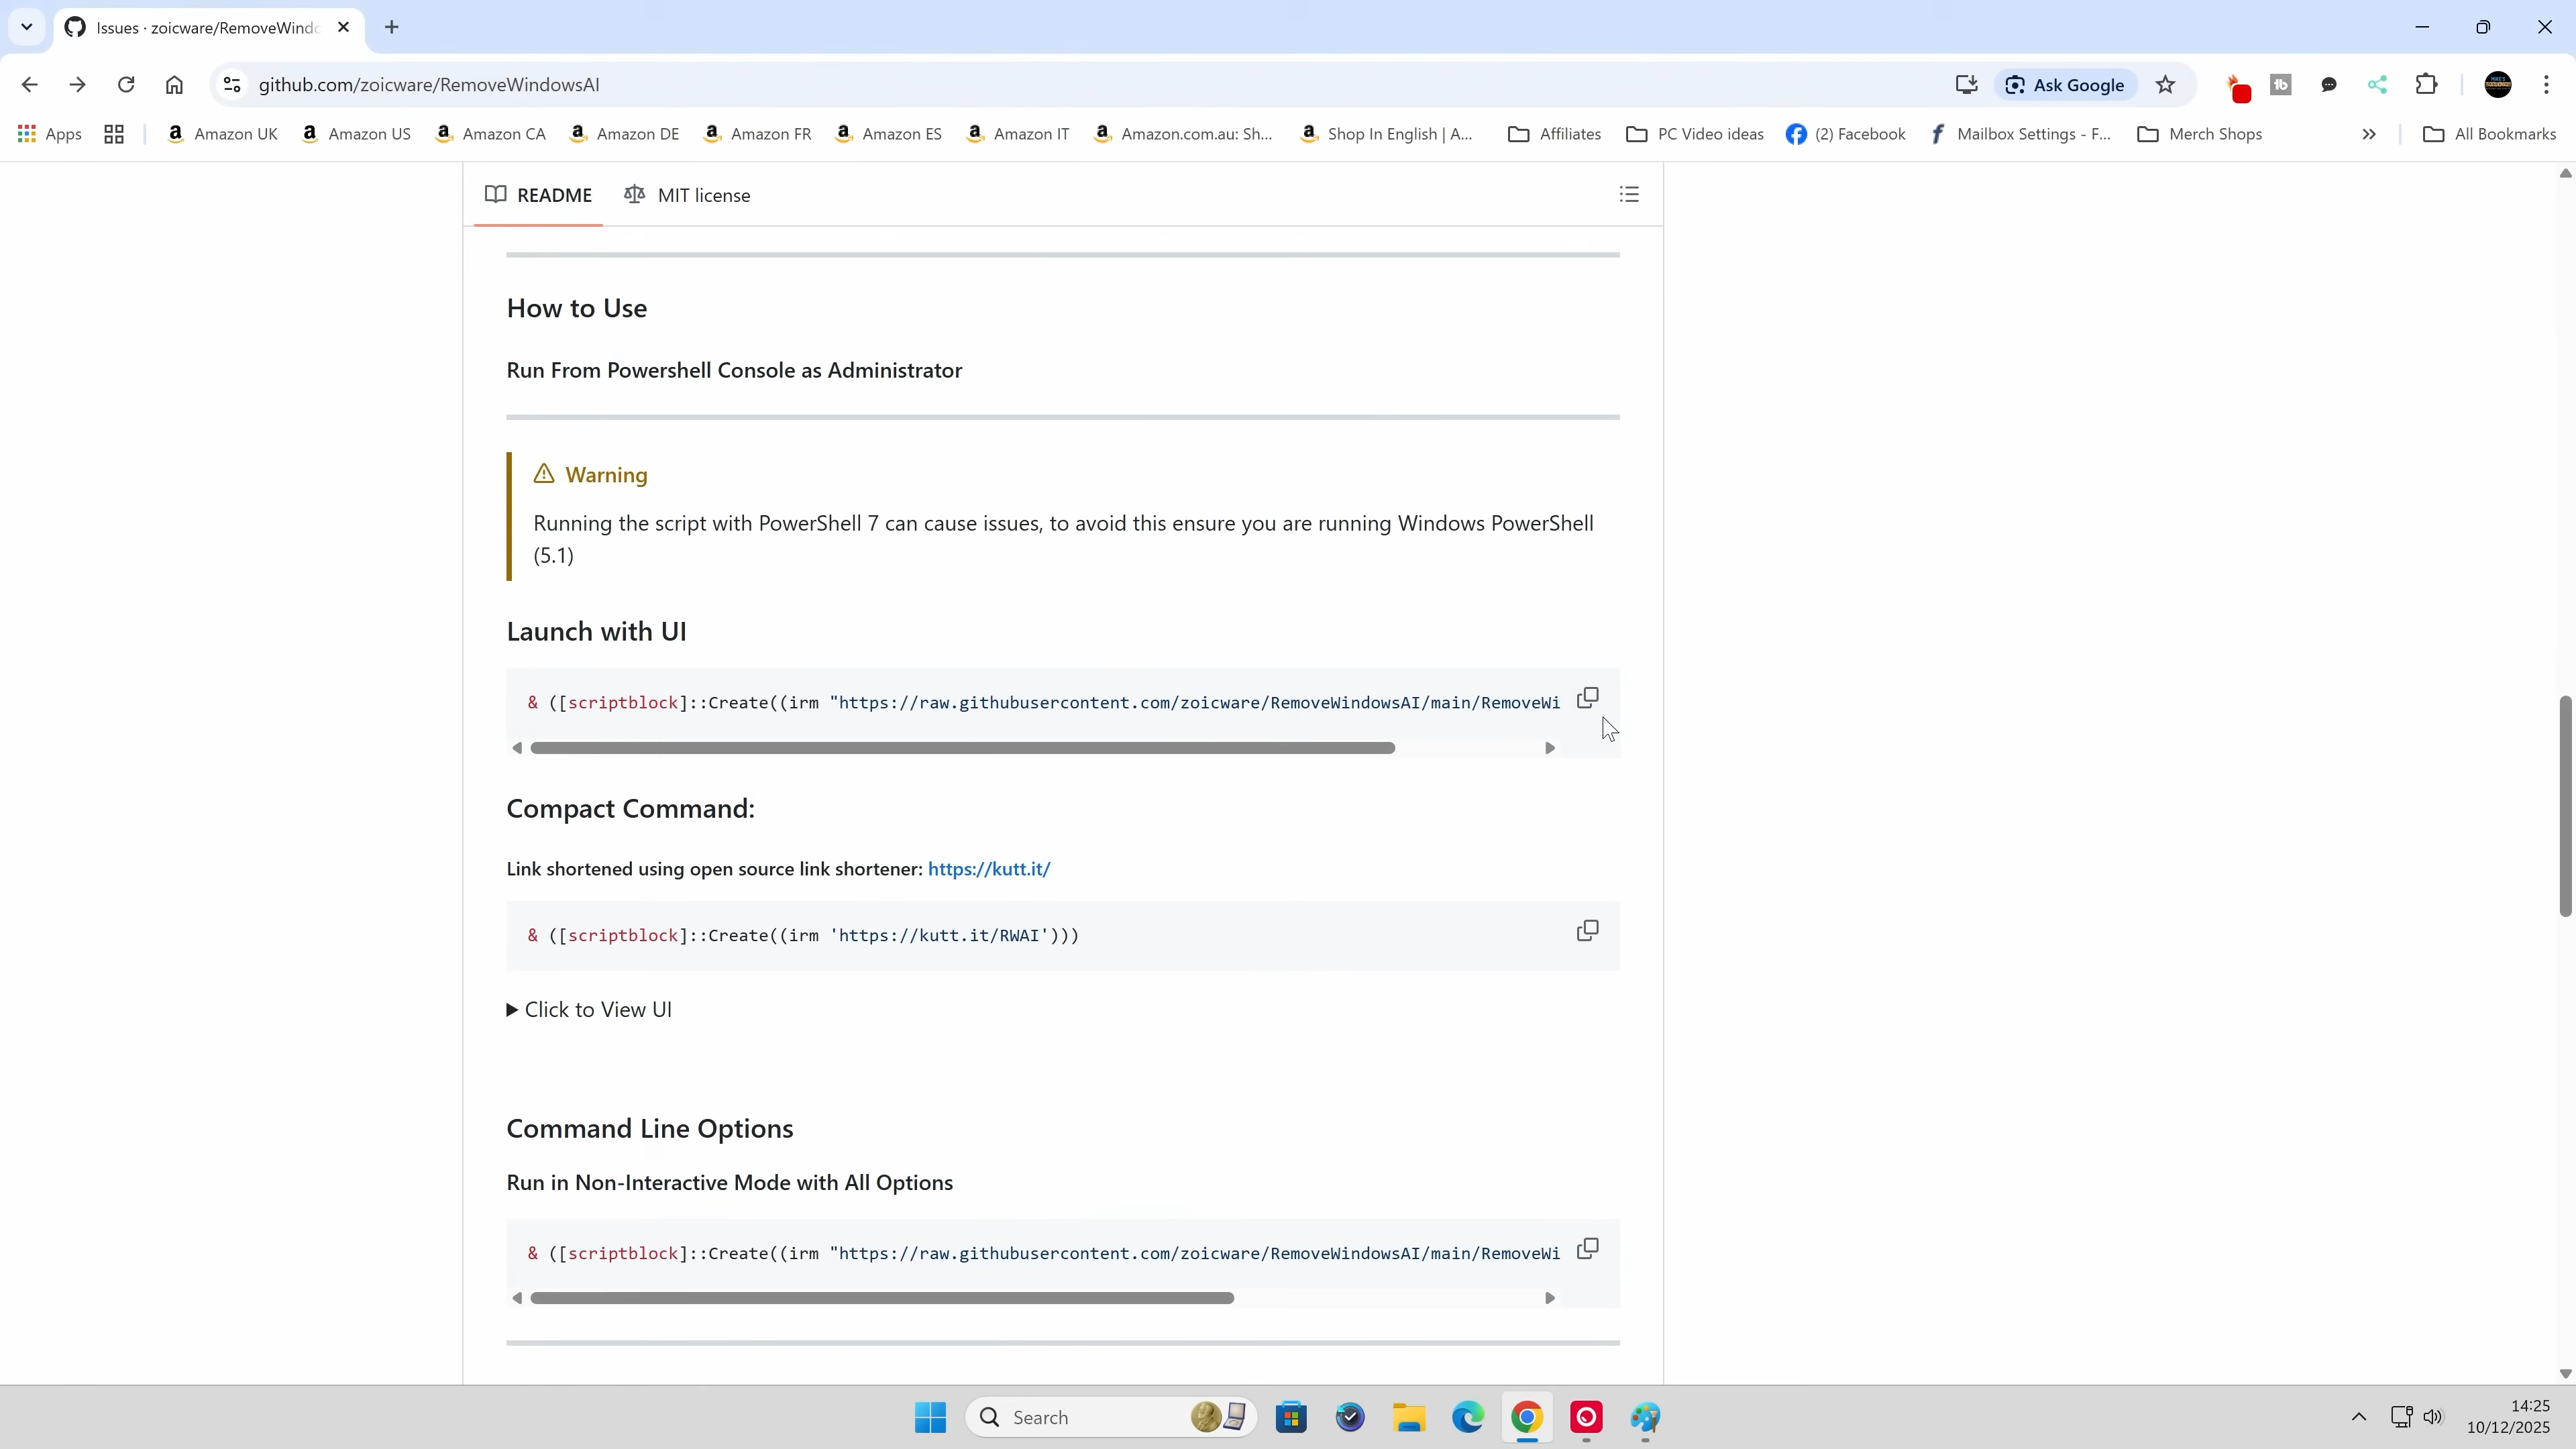 Issues · zoicware/RemoveWindo
github.com/zoicware/RemoveWindowsAI
Ask Google
Apps
Amazon UK
Amazon US
Amazon CA
Amazon DE
Amazon FR
Amazon ES
Amazon IT
Amazon.com.au: Sh...
Shop In English | A...
Affiliates
PC Video ideas
(2) Facebook
Mailbox Settings - F...
Merch Shops
All Bookmarks
README
MIT license
How to Use
Run From Powershell Console as Administrator
Warning
Running the script with PowerShell 7 can cause issues, to avoid this ensure you are running Windows PowerShell
(5.1)
Launch with UI
& ([scriptblock]::Create((irm "https://raw.githubusercontent.com/zoicware/RemoveWindowsAI/main/RemoveWi
Compact Command:
Link shortened using open source link shortener: https://kutt.it/
& ([scriptblock]::Create((irm 'https://kutt.it/RWAI')))
Click to View UI
Command Line Options
Run in Non-Interactive Mode with All Options
& ([scriptblock]::Create((irm "https://raw.githubusercontent.com/zoicware/RemoveWindowsAI/main/RemoveWi
Search
14:25
10/12/2025